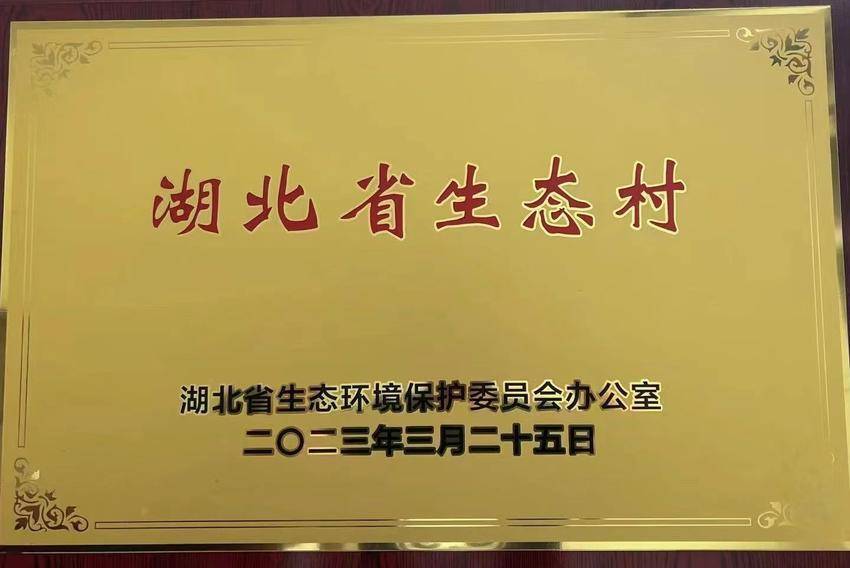 湖北省生态村
湖北省生态环境保护委员会办公室
二〇二三年三月二十五日